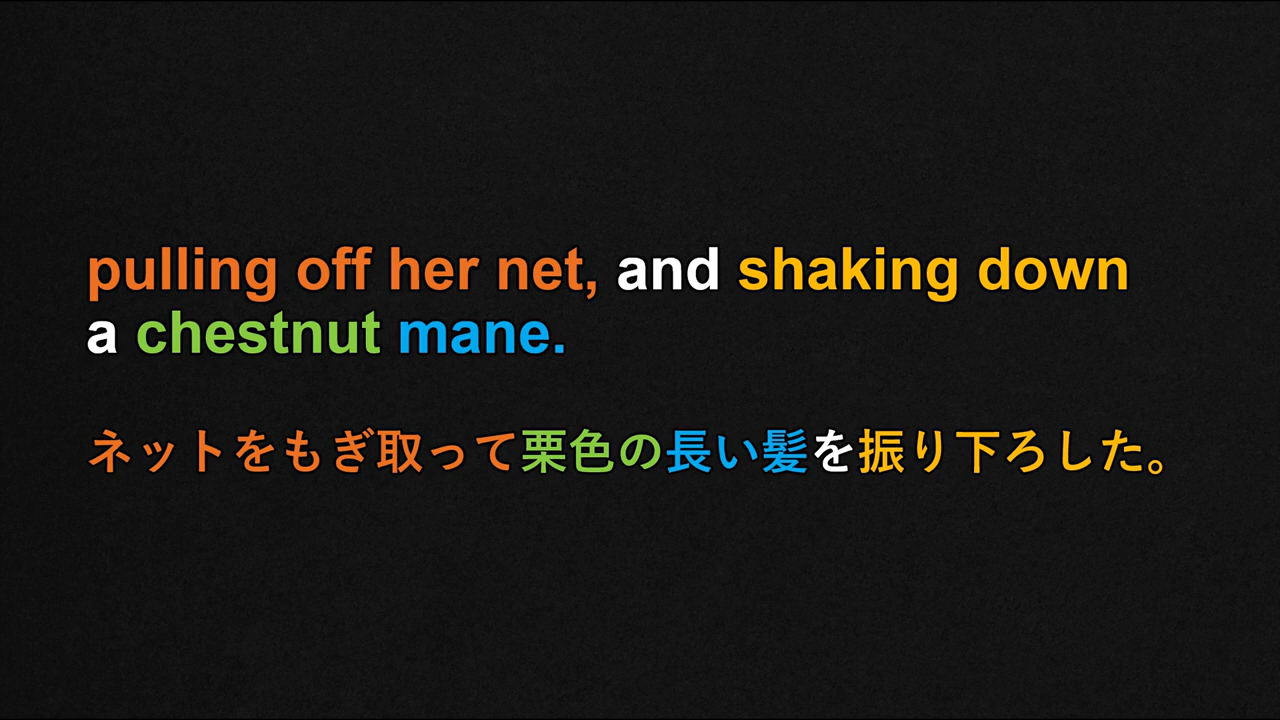 pulling off her net, and shaking down
a chestnut mane.
ネットをもぎ取って栗色の長い髪を振り下ろした。